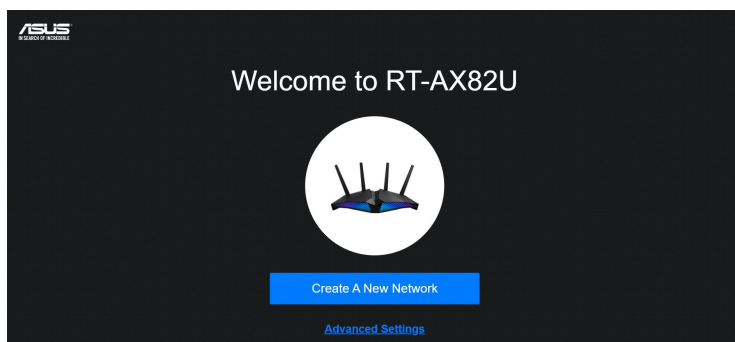 ASUS
IN SEARCH OF INCREDIBLE
Welcome to RT-AX82U
Create A New Network
Advanced Settings